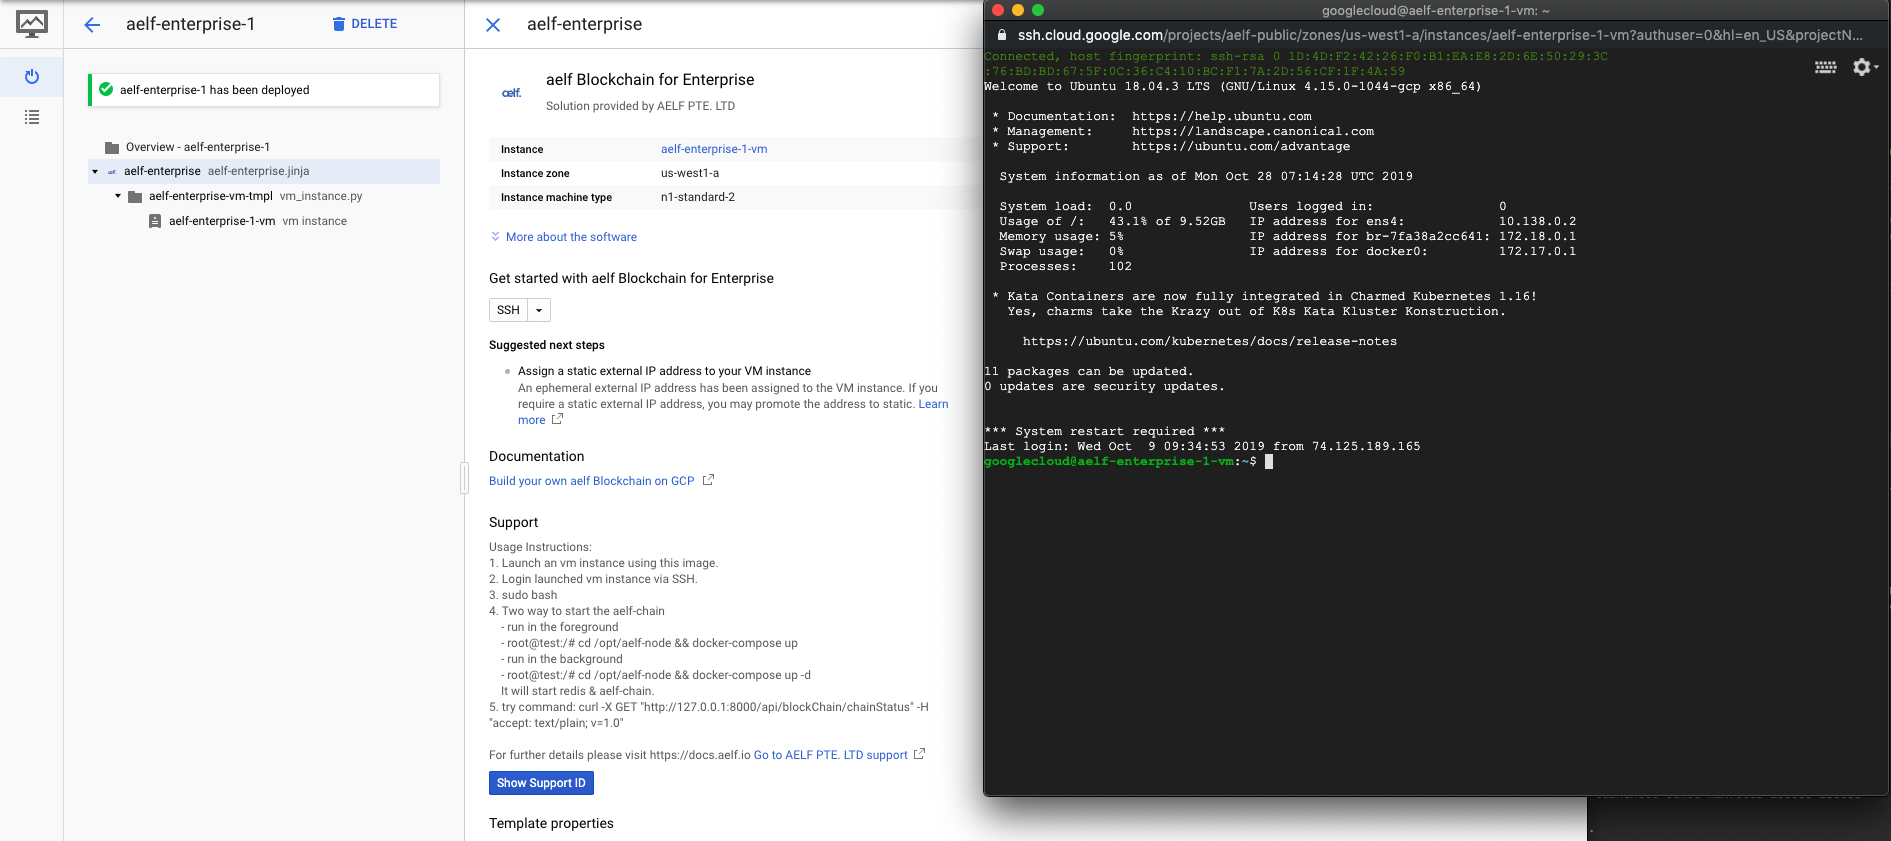 aelf-enterprise-1
DELETE
aelf-enterprise-1 has been deployed
Overview - aelf-enterprise-1
aelf-enterprise aelf-enterprise.jinja
aelf-enterprise-vm-tmpl vm_instance.py
aelf-enterprise-1-vm vm instance
aelf-enterprise
ælf.
aelf Blockchain for Enterprise
Solution provided by AELF PTE. LTD
Instance aelf-enterprise-1-vm
Instance zone us-west1-a
Instance machine type n1-standard-2
More about the software
Get started with aelf Blockchain for Enterprise
SSH
Suggested next steps
Assign a static external IP address to your VM instance
An ephemeral external IP address has been assigned to the VM instance. If you
require a static external IP address, you may promote the address to static. Learn
more
Documentation
Build your own aelf Blockchain on GCP
Support
Usage Instructions:
1. Launch an vm instance using this image.
2. Login launched vm instance via SSH.
3. sudo bash
4. Two way to start the aelf-chain
- run in the foreground
- root@test:/# cd /opt/aelf-node && docker-compose up
- run in the background
- root@test:/# cd /opt/aelf-node && docker-compose up -d
It will start redis & aelf-chain.
5. try command: curl -X GET "http://127.0.0.1:8000/api/blockChain/chainStatus" -H
"accept: text/plain; v=1.0"
For further details please visit https://docs.aelf.io Go to AELF PTE. LTD support
Show Support ID
Template properties
googlecloud@aelf-enterprise-1-vm: ~
ssh.cloud.google.com/projects/aelf-public/zones/us-west1-a/instances/aelf-enterprise-1-vm?authuser=0&hl=en_US&projectN...
Connected, host fingerprint: ssh-rsa 0 1D:4D:F2:42:26:F0:B1:EA:E8:2D:6E:50:29:3C
:76:BD:BD:67:5F:0C:36:C4:10:BC:F1:7A:2D:56:CF:1F:4A:59
Welcome to Ubuntu 18.04.3 LTS (GNU/Linux 4.15.0-1044-gcp x86_64)
* Documentation: https://help.ubuntu.com
* Management: https://landscape.canonical.com
* Support: https://ubuntu.com/advantage
System information as of Mon Oct 28 07:14:28 UTC 2019
System load: 0.0 Users logged in: 0
Usage of /: 43.1% of 9.52GB IP address for ens4: 10.138.0.2
Memory usage: 5% IP address for br-7fa38a2cc641: 172.18.0.1
Swap usage: 0% IP address for docker0: 172.17.0.1
Processes: 102
* Kata Containers are now fully integrated in Charmed Kubernetes 1.16!
Yes, charms take the Krazy out of K8s Kata Kluster Konstruction.
https://ubuntu.com/kubernetes/docs/release-notes
11 packages can be updated.
0 updates are security updates.
*** System restart required ***
Last login: Wed Oct 9 09:34:53 2019 from 74.125.189.165
googlecloud@aelf-enterprise-1-vm:~$